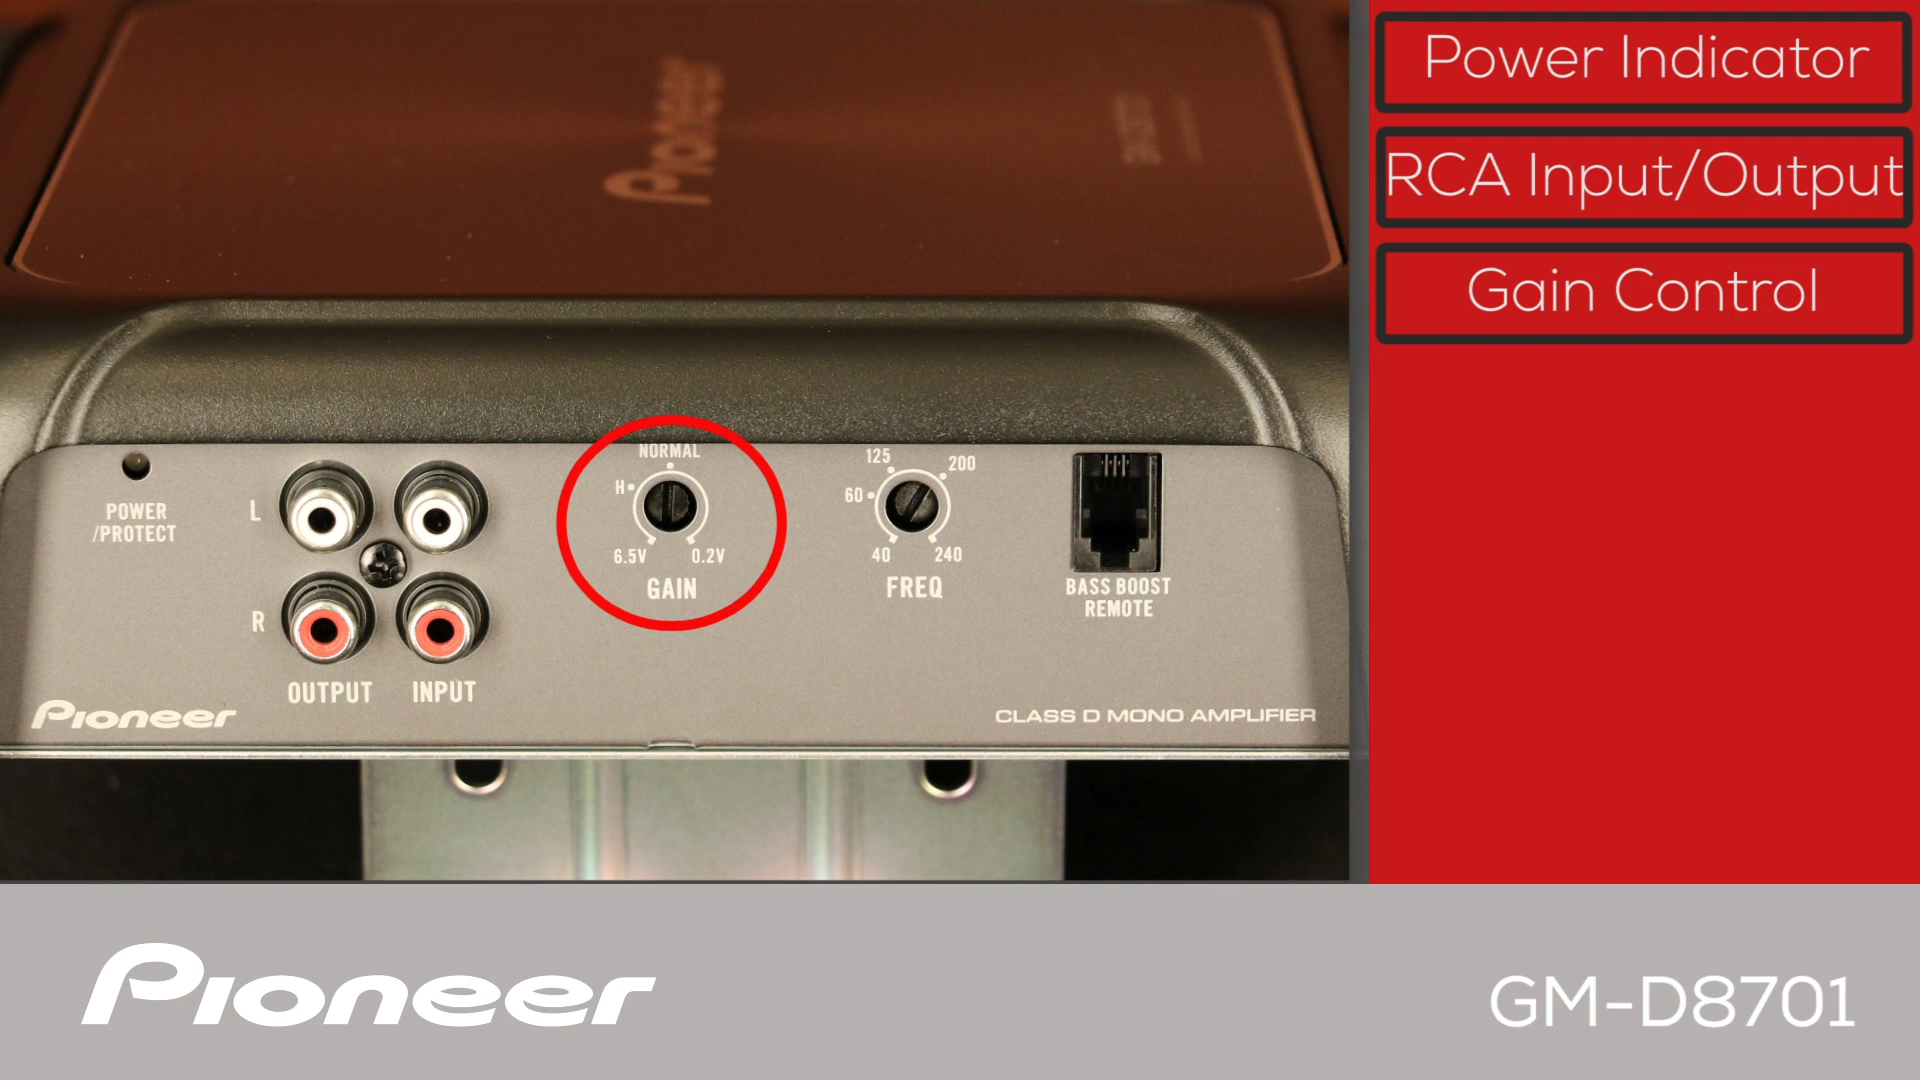 Pioneer
Power Indicator
RCA Input/Output
Gain Control
POWER
/PROTECT
L
R
OUTPUT
INPUT
NORMAL
H
6.5V
0.2V
GAIN
125
200
60
40
240
FREQ
BASS BOOST
REMOTE
Pioneer
CLASS D MONO AMPLIFIER
Pioneer
GM-D8701